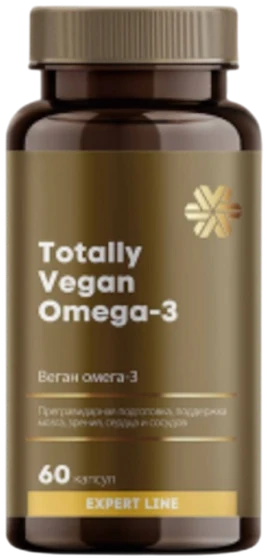 Totally
Vegan
Omega-3
Веган омега-3
Прегравидарная подготовка, поддержка
мозга, зрения, сердца и сосудов
60 капсул
EXPERT LINE